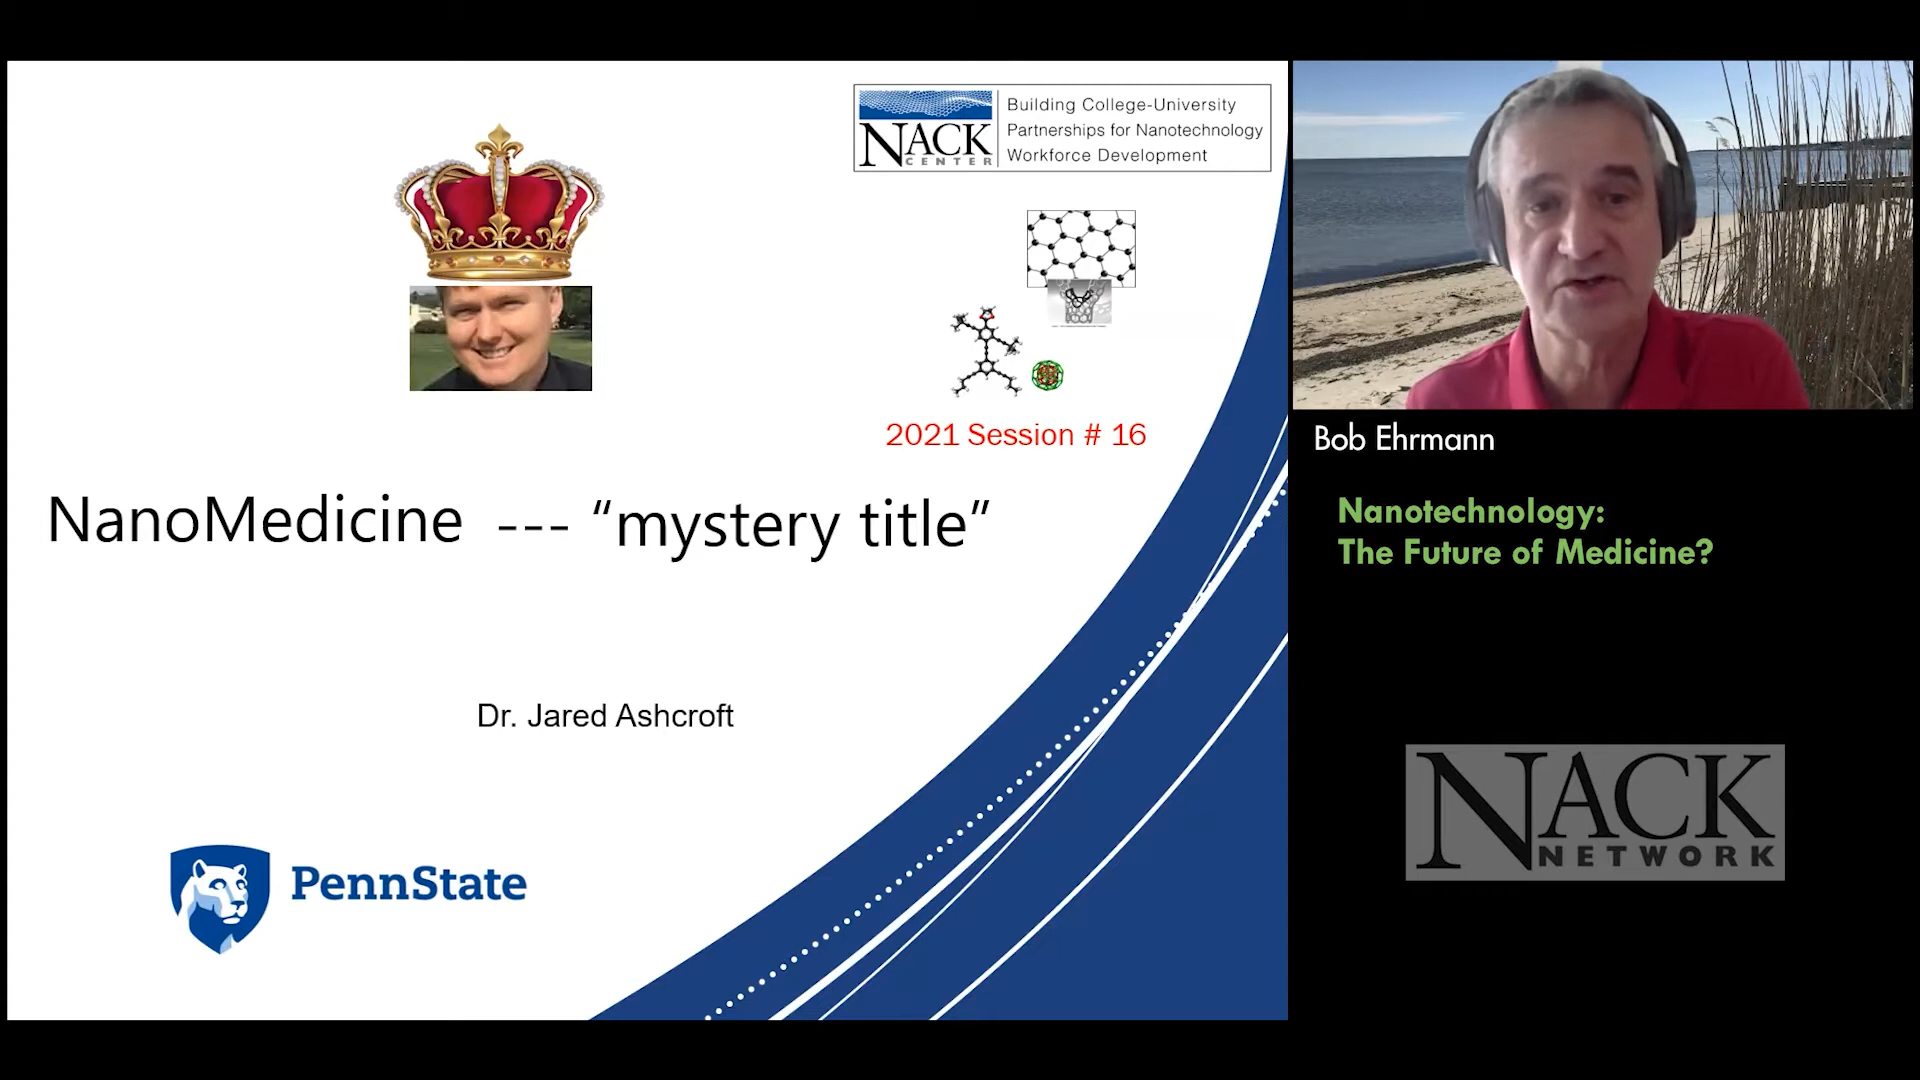 NACK
CENTER
Building College-University
Partnerships for Nanotechnology
Workforce Development
2021 Session # 16
NanoMedicine --- “mystery title”
Dr. Jared Ashcroft
PennState
Bob Ehrmann
Nanotechnology:
The Future of Medicine?
NACK
NETWORK